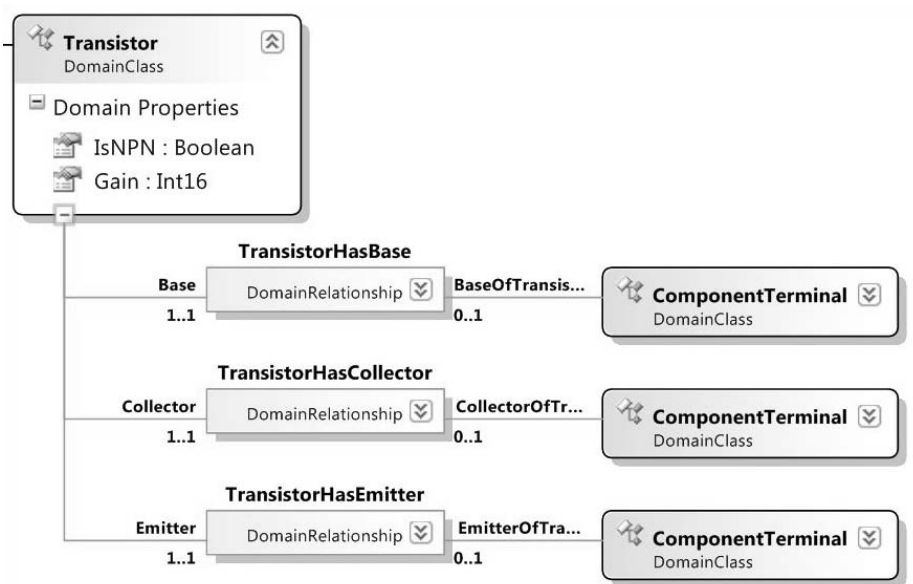 Transistor
DomainClass
Domain Properties
IsNPN : Boolean
Gain : Int16
TransistorHasBase
Base
DomainRelationship
BaseOfTransis...
1..1
0..1
ComponentTerminal
DomainClass
TransistorHasCollector
Collector
DomainRelationship
CollectorOfTr...
1..1
0..1
ComponentTerminal
DomainClass
TransistorHasEmitter
Emitter
DomainRelationship
EmitterOfTra...
1..1
0..1
ComponentTerminal
DomainClass